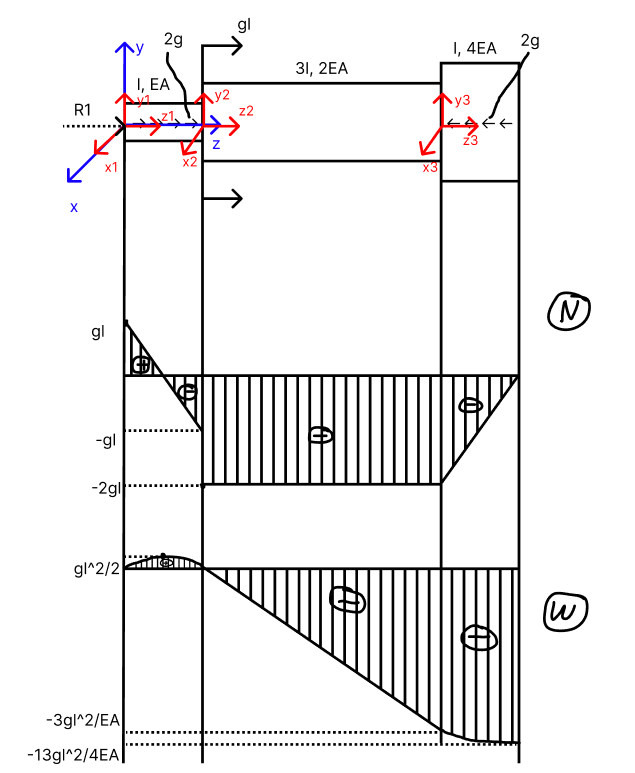 gl
2g
y
I, 4EA
2g
3I, 2EA
I, EA
y1
y2
y3
R1
z1
z2
z
z3
x1
x2
x3
x
N
gl
+
-
-
-
-gl
-2gl
+
gl^2/2
-
W
-
-3gl^2/EA
-13gl^2/4EA